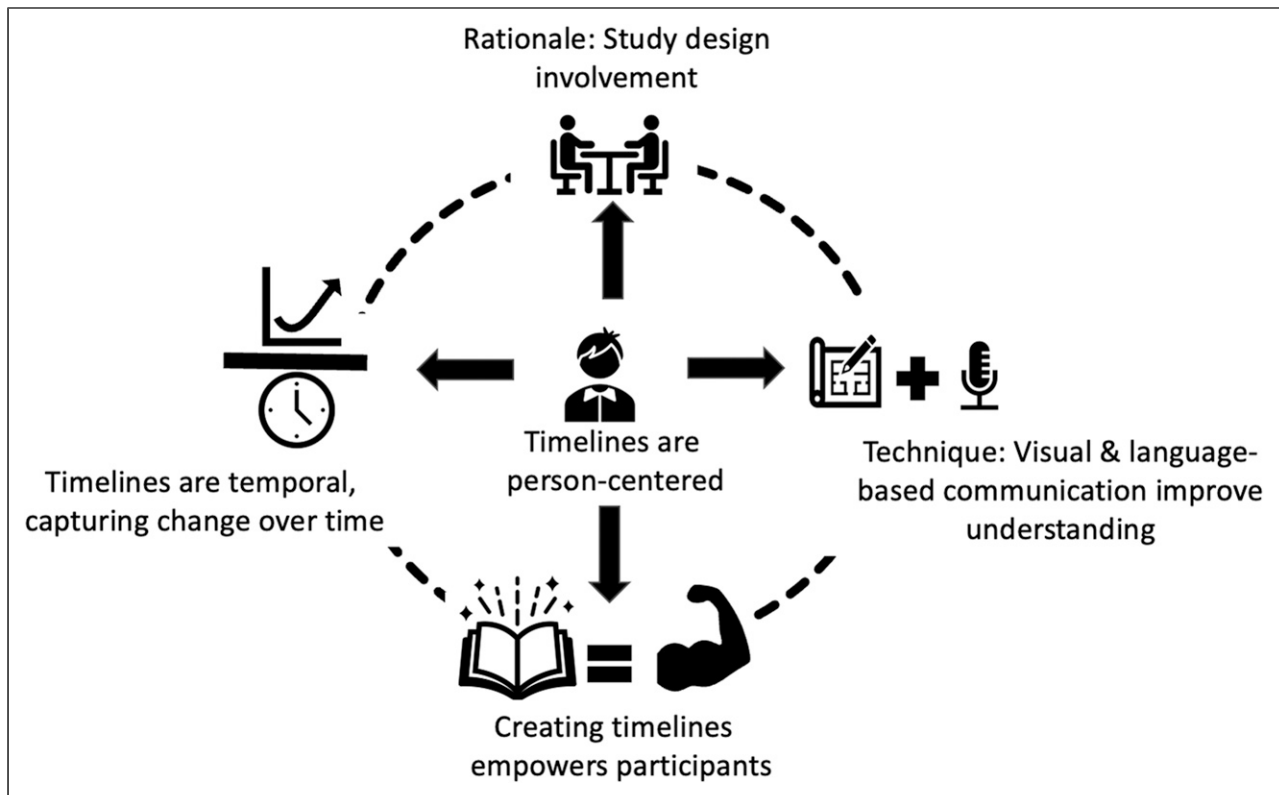 Rationale: Study design
involvement
Timelines are
person-centered
Timelines are temporal,
capturing change over time
Technique: Visual & language-
based communication improve
understanding
Creating timelines
empowers participants